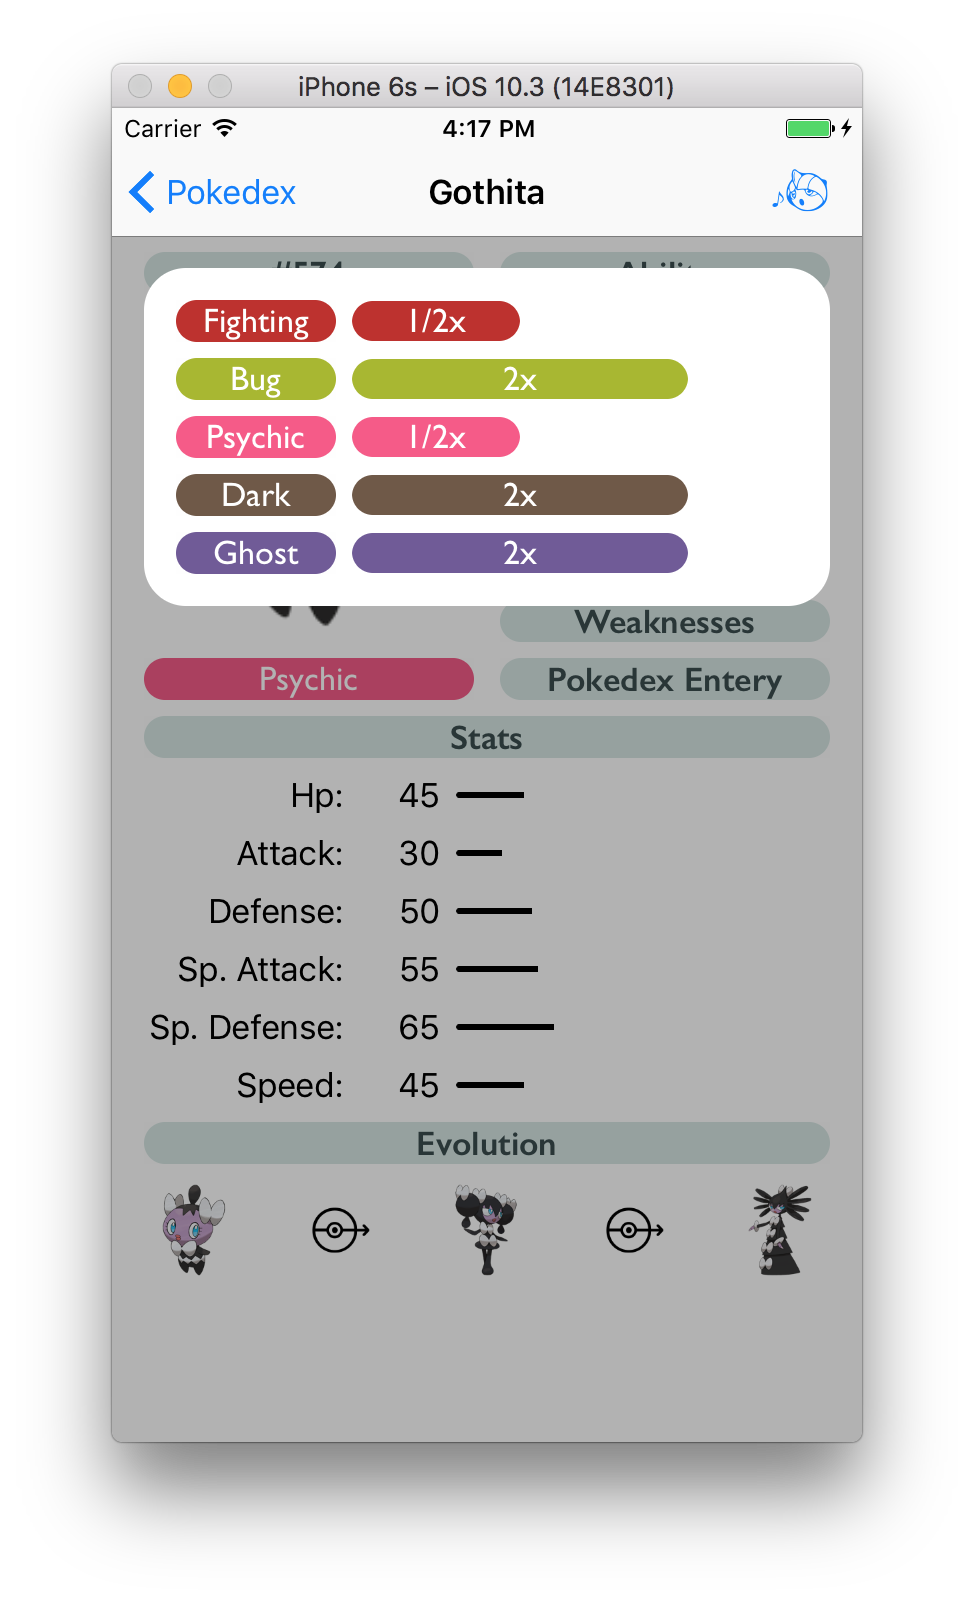 iPhone 6s – iOS 10.3 (14E8301)
Carrier 4:17 PM
Pokedex Gothita
#574 Ability
Fighting 1/2x
Bug 2x
Psychic 1/2x
Dark 2x
Ghost 2x
Weaknesses
Psychic Pokedex Entery
Stats
Hp: 45
Attack: 30
Defense: 50
Sp. Attack: 55
Sp. Defense: 65
Speed: 45
Evolution